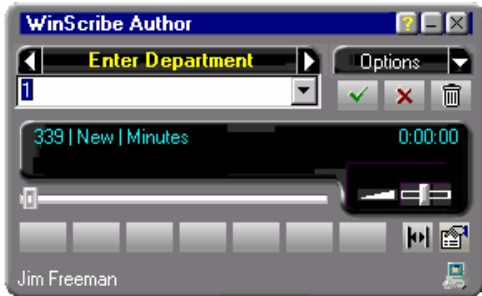 WinScribe Author
?
Enter Department
Options
1
339 | New | Minutes
0:00:00
Jim Freeman